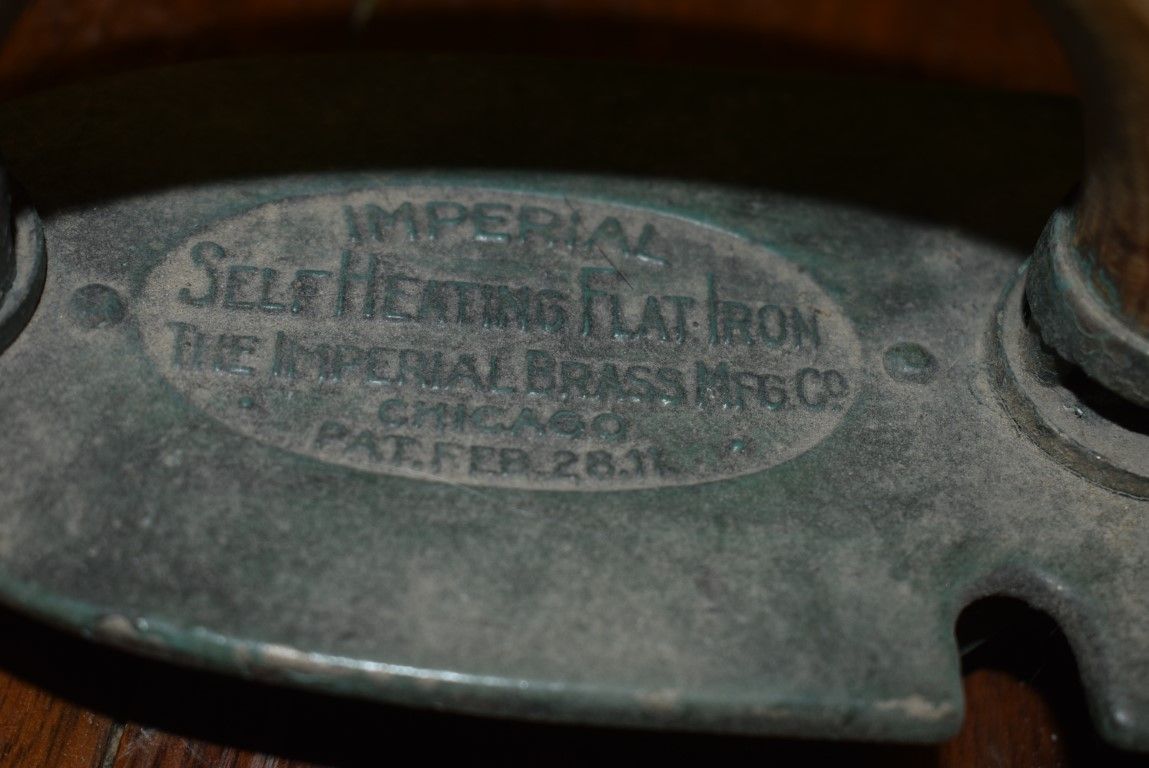 IMPERIAL
SELF HEATING FLAT IRON
THE IMPERIAL BRASS MFG. CO.
CHICAGO
PAT. FEB. 28. 11.